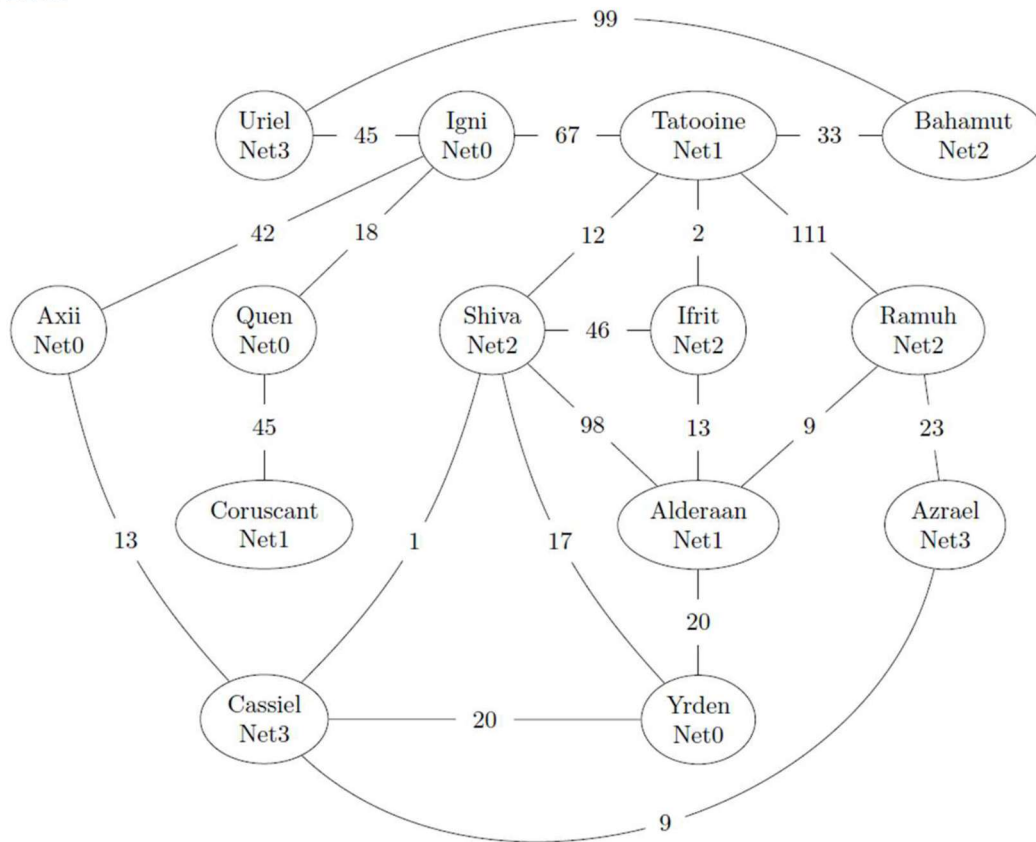 99
Uriel
Net3
45
Igni
Net0
67
Tatooine
Net1
33
Bahamut
Net2
42
18
12
2
111
Axii
Net0
Quen
Net0
Shiva
Net2
46
Ifrit
Net2
Ramuh
Net2
45
98
13
9
23
Coruscant
Net1
Alderaan
Net1
Azrael
Net3
13
1
17
20
Cassiel
Net3
20
Yrden
Net0
9